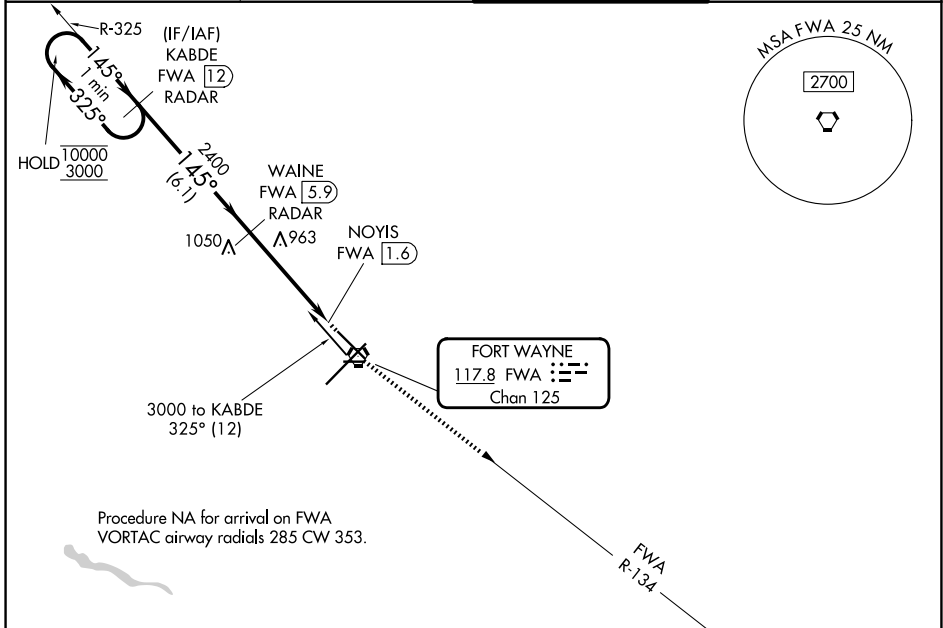 R-325
(IF/IAF)
KABDE
FWA 12
RADAR
145°
1 min
325°
HOLD 10000
3000
2400
145°
(6.1)
WAINE
FWA 5.9
RADAR
1050
963
NOYIS
FWA 1.6
MSA FWA 25 NM
2700
FORT WAYNE
117.8 FWA
Chan 125
3000 to KABDE
325° (12)
Procedure NA for arrival on FWA
VORTAC airway radials 285 CW 353.
FWA
R-134